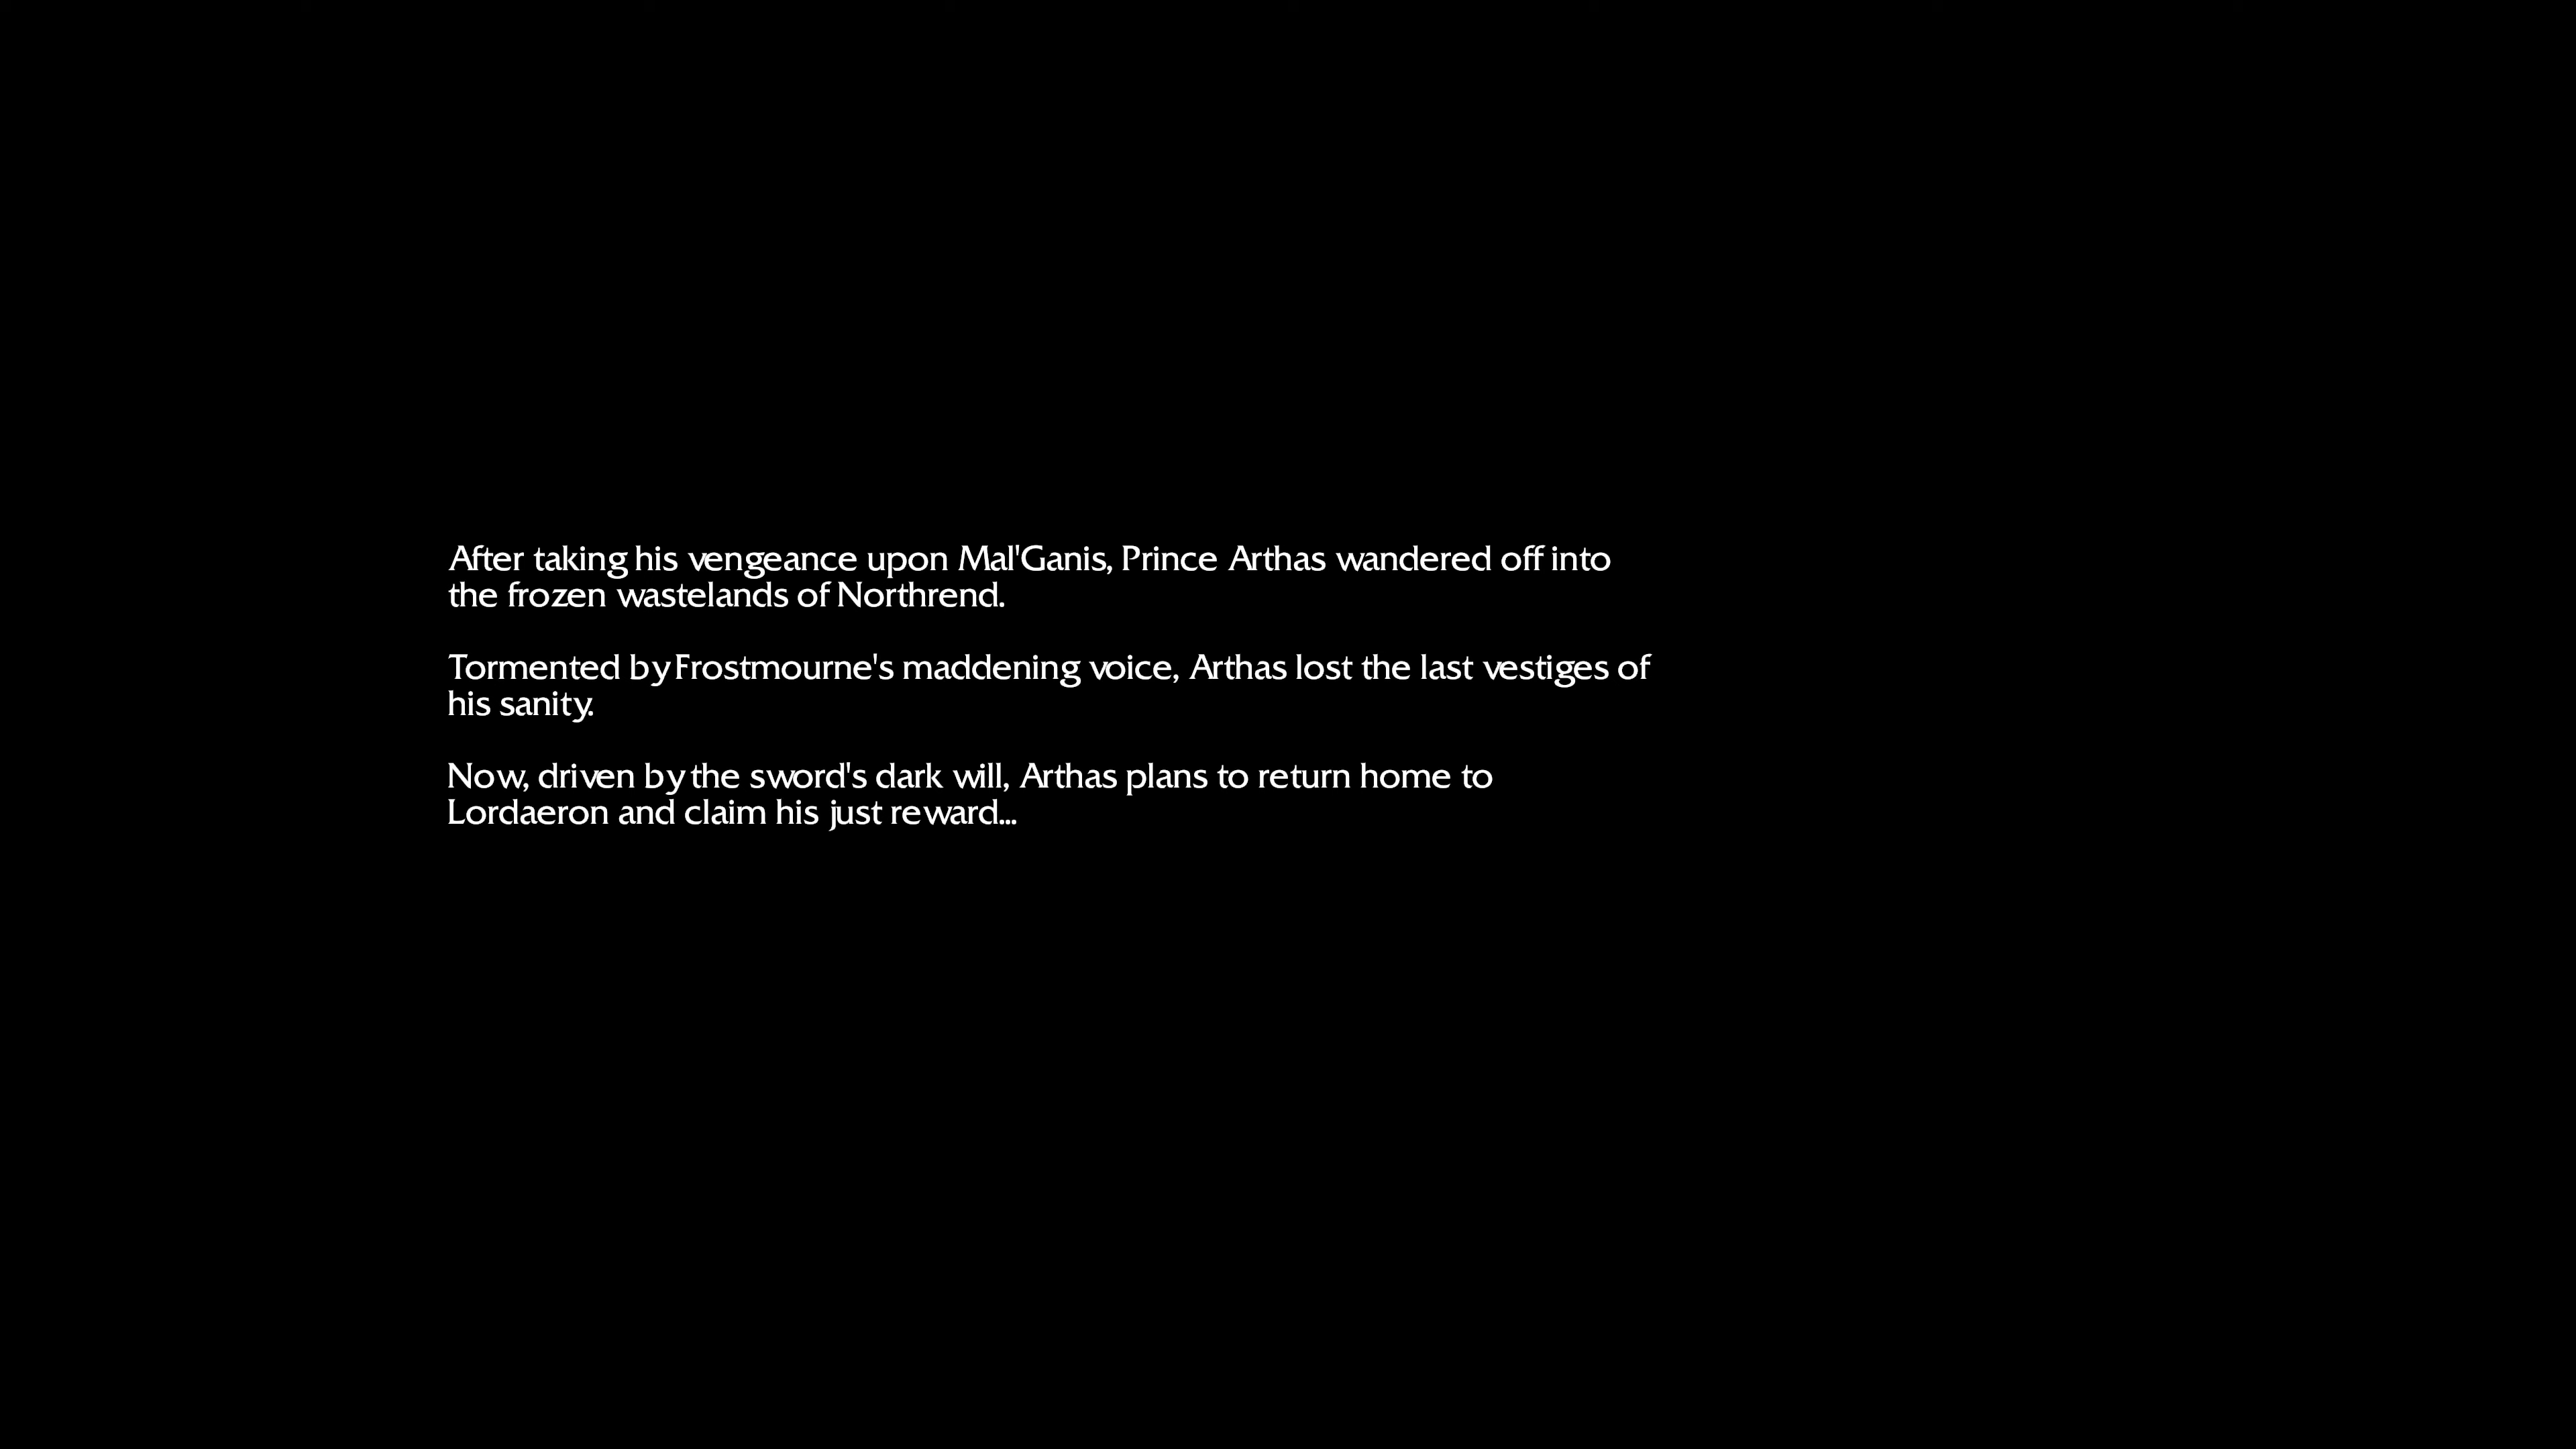 After taking his vengeance upon Mal'Ganis, Prince Arthas wandered off into
the frozen wastelands of Northrend.
Tormented by Frostmourne's maddening voice, Arthas lost the last vestiges of
his sanity.
Now, driven by the sword's dark will, Arthas plans to return home to
Lordaeron and claim his just reward...